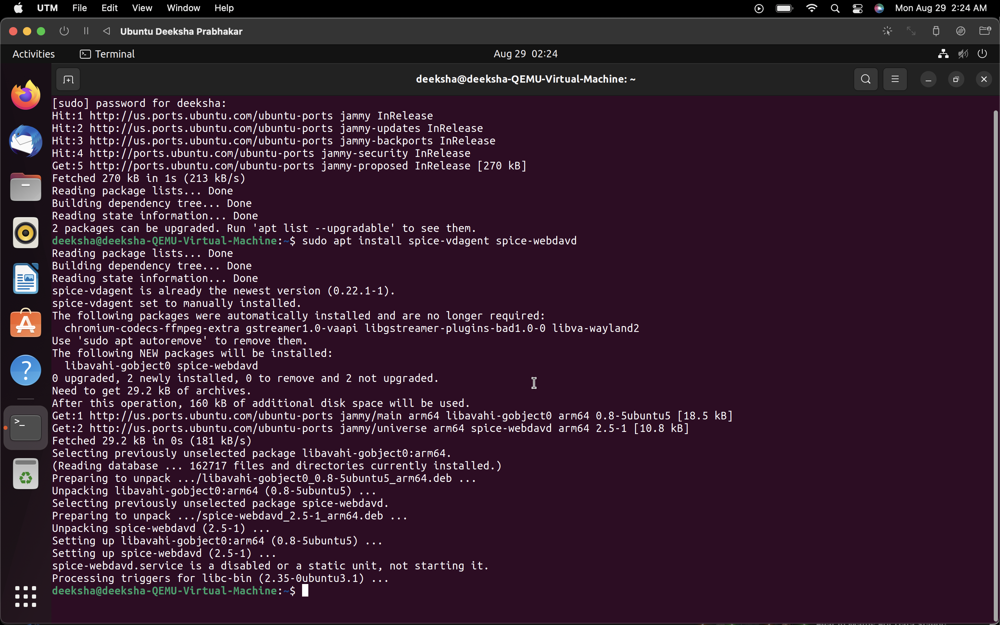 UTM File Edit View Window Help Mon Aug 29 2:24 AM
Ubuntu Deeksha Prabhakar
Activities Terminal Aug 29 02:24
deeksha@deeksha-QEMU-Virtual-Machine: ~
[sudo] password for deeksha:
Hit:1 http://us.ports.ubuntu.com/ubuntu-ports jammy InRelease
Hit:2 http://us.ports.ubuntu.com/ubuntu-ports jammy-updates InRelease
Hit:3 http://us.ports.ubuntu.com/ubuntu-ports jammy-backports InRelease
Hit:4 http://ports.ubuntu.com/ubuntu-ports jammy-security InRelease
Get:5 http://ports.ubuntu.com/ubuntu-ports jammy-proposed InRelease [270 kB]
Fetched 270 kB in 1s (213 kB/s)
Reading package lists... Done
Building dependency tree... Done
Reading state information... Done
2 packages can be upgraded. Run 'apt list --upgradable' to see them.
deeksha@deeksha-QEMU-Virtual-Machine:~$ sudo apt install spice-vdagent spice-webdavd
Reading package lists... Done
Building dependency tree... Done
Reading state information... Done
spice-vdagent is already the newest version (0.22.1-1).
spice-vdagent set to manually installed.
The following packages were automatically installed and are no longer required:
  chromium-codecs-ffmpeg-extra gstreamer1.0-vaapi libgstreamer-plugins-bad1.0-0 libva-wayland2
Use 'sudo apt autoremove' to remove them.
The following NEW packages will be installed:
  libavahi-gobject0 spice-webdavd
0 upgraded, 2 newly installed, 0 to remove and 2 not upgraded.
Need to get 29.2 kB of archives.
After this operation, 160 kB of additional disk space will be used.
Get:1 http://us.ports.ubuntu.com/ubuntu-ports jammy/main arm64 libavahi-gobject0 arm64 0.8-5ubuntu5 [18.5 kB]
Get:2 http://us.ports.ubuntu.com/ubuntu-ports jammy/universe arm64 spice-webdavd arm64 2.5-1 [10.8 kB]
Fetched 29.2 kB in 0s (181 kB/s)
Selecting previously unselected package libavahi-gobject0:arm64.
(Reading database ... 162717 files and directories currently installed.)
Preparing to unpack .../libavahi-gobject0_0.8-5ubuntu5_arm64.deb ...
Unpacking libavahi-gobject0:arm64 (0.8-5ubuntu5) ...
Selecting previously unselected package spice-webdavd.
Preparing to unpack .../spice-webdavd_2.5-1_arm64.deb ...
Unpacking spice-webdavd (2.5-1) ...
Setting up libavahi-gobject0:arm64 (0.8-5ubuntu5) ...
Setting up spice-webdavd (2.5-1) ...
spice-webdavd.service is a disabled or a static unit, not starting it.
Processing triggers for libc-bin (2.35-0ubuntu3.1) ...
deeksha@deeksha-QEMU-Virtual-Machine:~$